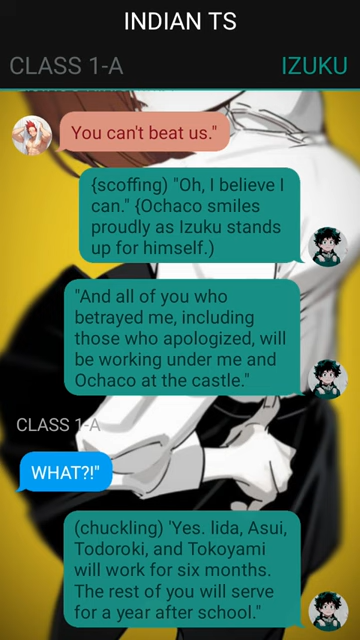 INDIAN TS
CLASS 1-A
IZUKU
You can't beat us."
{scoffing) "Oh, I believe I
can." {Ochaco smiles
proudly as Izuku stands
up for himself.)
"And all of you who
betrayed me, including
those who apologized, will
be working under me and
Ochaco at the castle."
CLASS 1-A
WHAT?!"
(chuckling) 'Yes. Iida, Asui,
Todoroki, and Tokoyami
will work for six months.
The rest of you will serve
for a year after school."